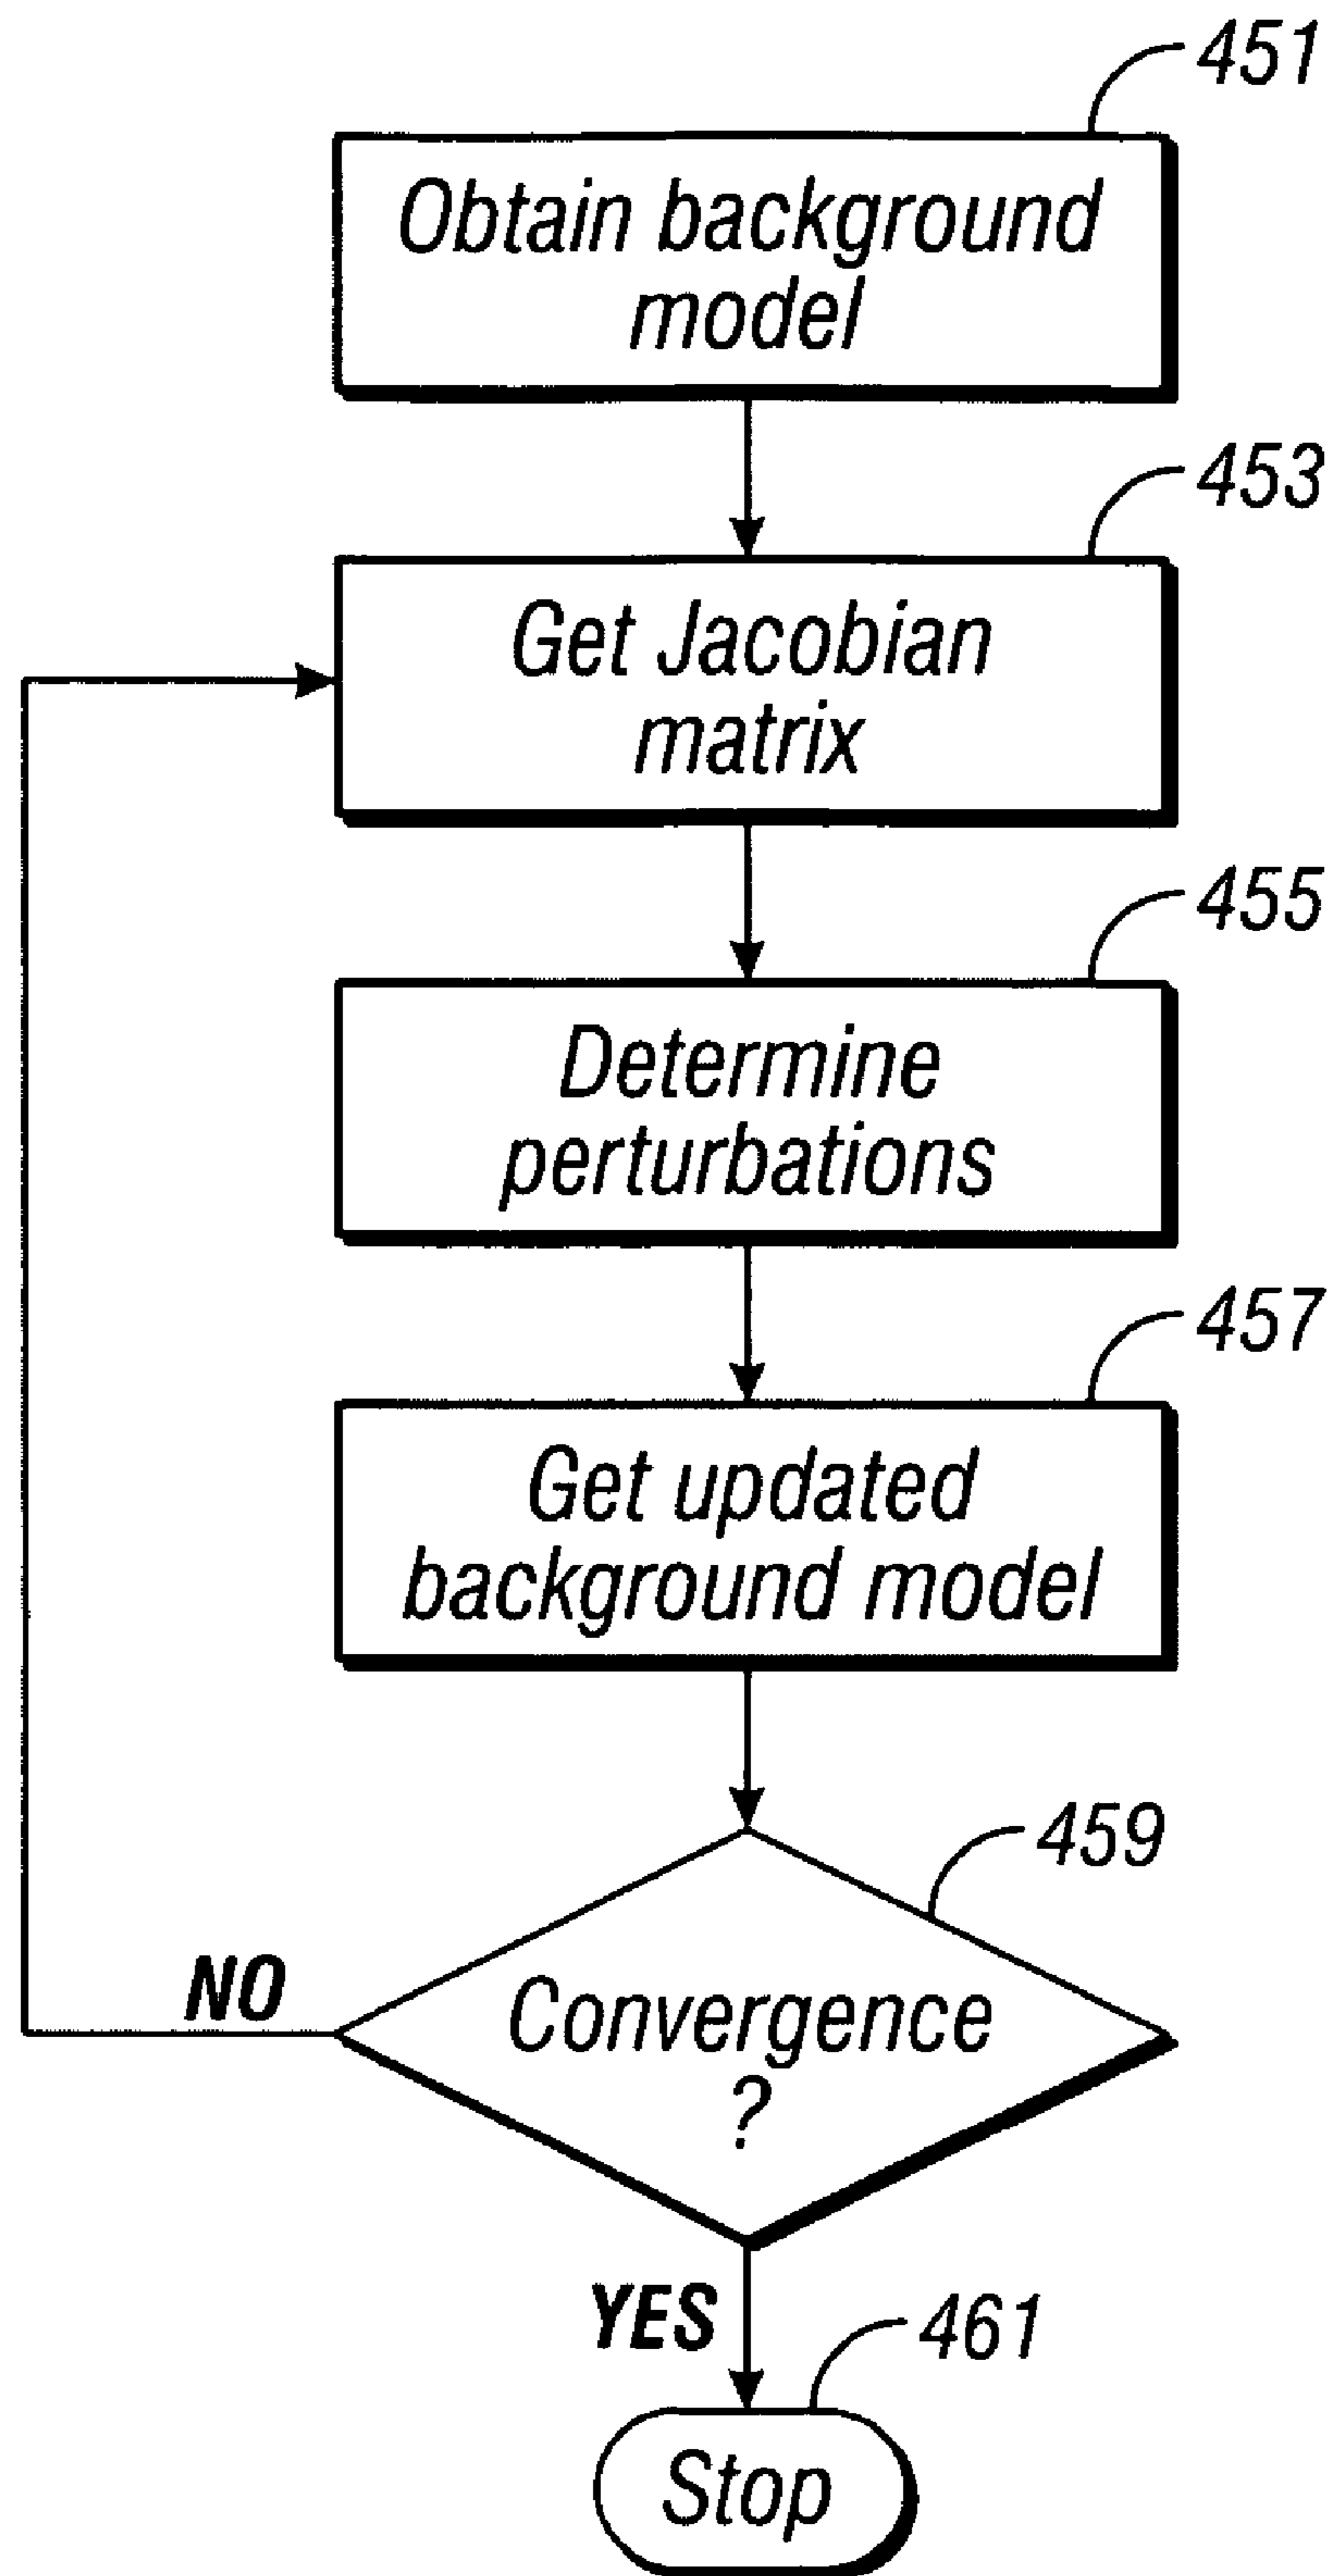 451
Obtain background
model
453
Get Jacobian
matrix
455
Determine
perturbations
457
Get updated
background model
459
NO
Convergence
?
YES
461
Stop